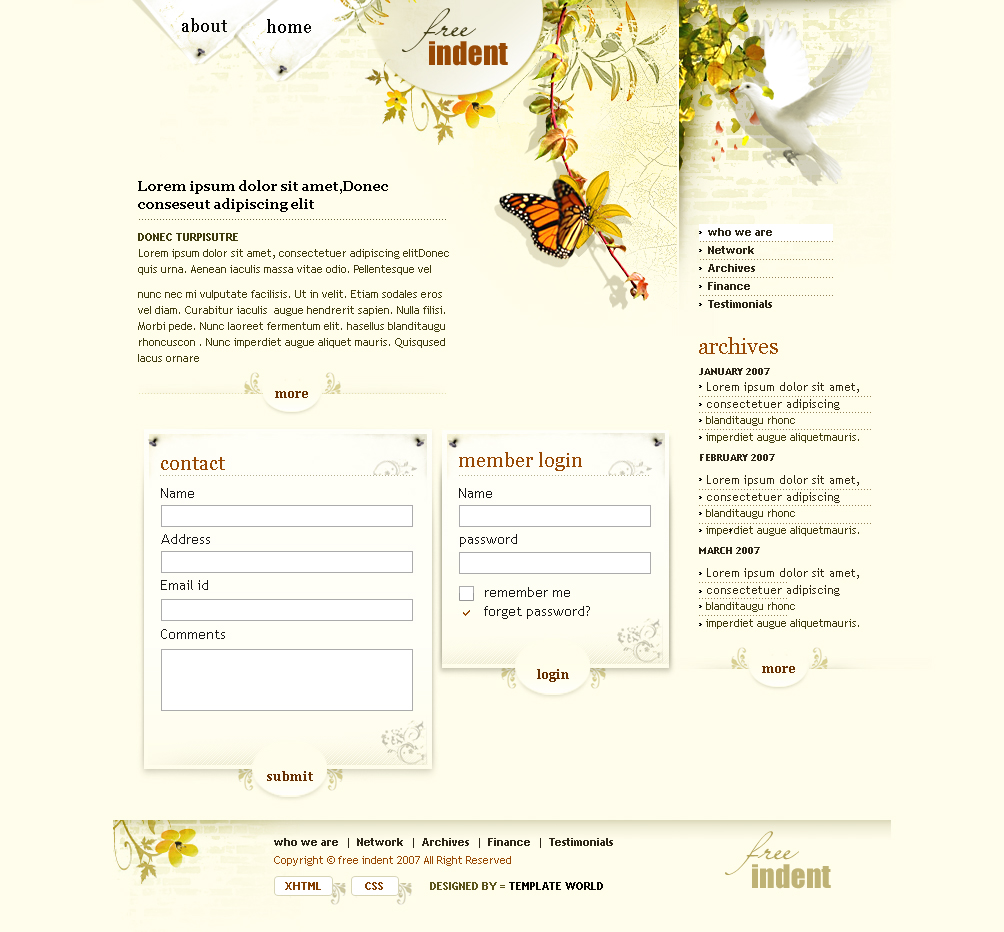 about
home
free
indent
Lorem ipsum dolor sit amet,Donec
conseseut adipiscing elit
DONEC TURPISUTRE
Lorem ipsum dolor sit amet, consectetuer adipiscing elitDonec
quis urna. Aenean iaculis massa vitae odio. Pellentesque vel
nunc nec mi vulputate facilisis. Ut in velit. Etiam sodales eros
vel diam. Curabitur iaculis augue hendrerit sapien. Nulla filisi.
Morbi pede. Nunc laoreet fermentum elit. hasellus blanditaugu
rhoncuscon . Nunc imperdiet augue aliquet mauris. Quisqused
lacus ornare
more
contact
Name
Address
Email id
Comments
submit
member login
Name
password
remember me
forget password?
login
› who we are
› Network
› Archives
› Finance
› Testimonials
archives
JANUARY 2007
› Lorem ipsum dolor sit amet,
› consectetuer adipiscing
› blanditaugu rhonc
› imperdiet augue aliquetmauris.
FEBRUARY 2007
› Lorem ipsum dolor sit amet,
› consectetuer adipiscing
› blanditaugu rhonc
› imperdiet augue aliquetmauris.
MARCH 2007
› Lorem ipsum dolor sit amet,
› consectetuer adipiscing
› blanditaugu rhonc
› imperdiet augue aliquetmauris.
more
who we are | Network | Archives | Finance | Testimonials
Copyright © free indent 2007 All Right Reserved
XHTML CSS DESIGNED BY = TEMPLATE WORLD
free
indent